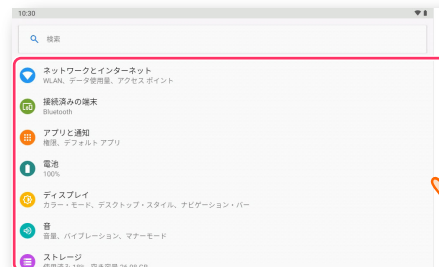 10:30
検索
ネットワークとインターネット
WLAN、データ使用量、アクセス ポイント
接続済みの端末
Bluetooth
アプリと通知
権限、デフォルト アプリ
電池
100%
ディスプレイ
カラー・モード、デスクトップ・スタイル、ナビゲーション・バー
音
音量、バイブレーション、マナーモード
ストレージ